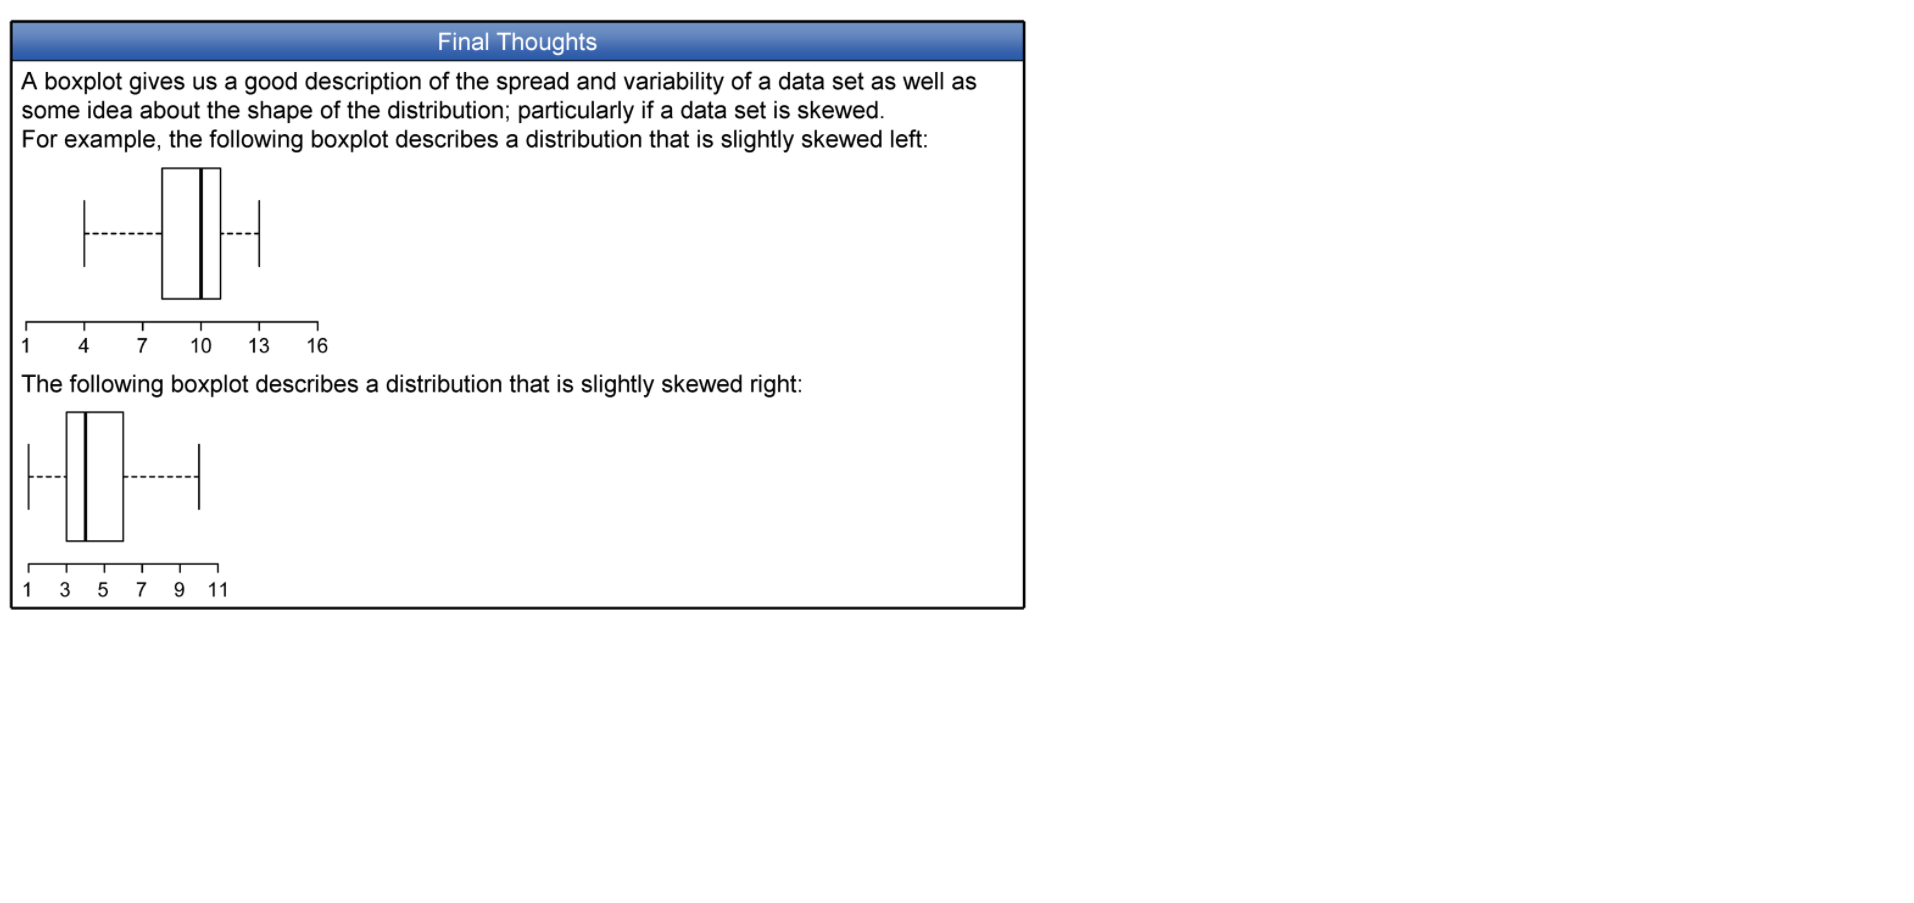 Final Thoughts
A boxplot gives us a good description of the spread and variability of a data set as well as
some idea about the shape of the distribution; particularly if a data set is skewed.
For example, the following boxplot describes a distribution that is slightly skewed left:
1 4 7 10 13 16
The following boxplot describes a distribution that is slightly skewed right:
1 3 5 7 9 11